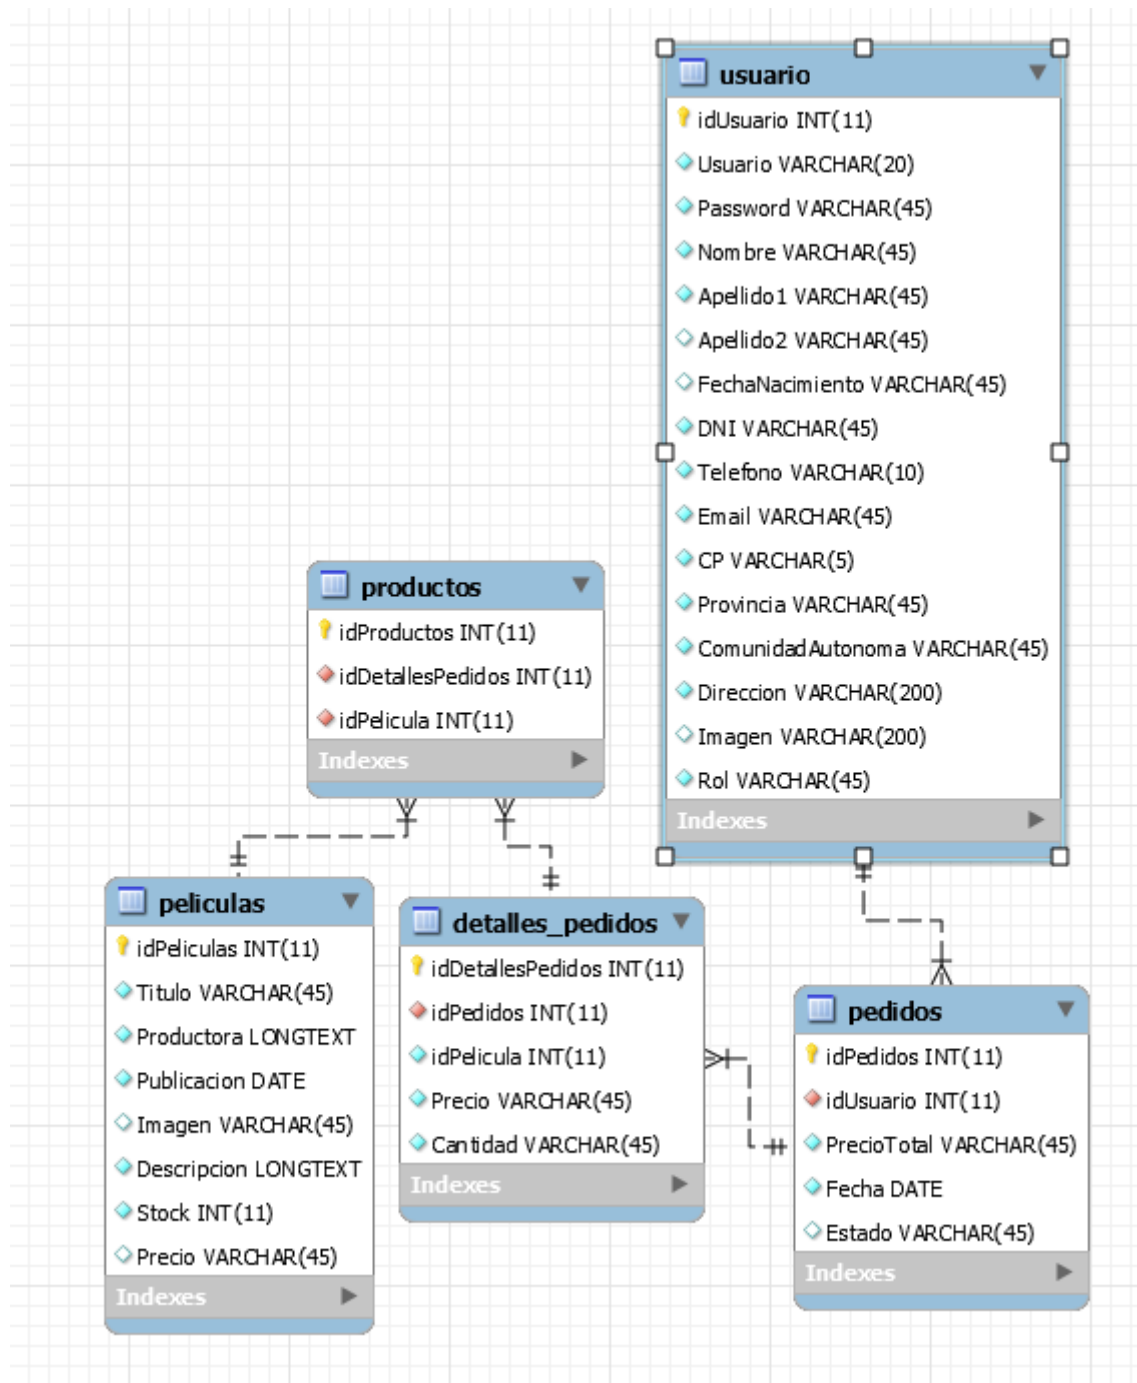 usuario
idUsuario INT(11)
Usuario VARCHAR(20)
Password VARCHAR(45)
Nombre VARCHAR(45)
Apellido1 VARCHAR(45)
Apellido2 VARCHAR(45)
FechaNacimiento VARCHAR(45)
DNI VARCHAR(45)
Telefono VARCHAR(10)
Email VARCHAR(45)
CP VARCHAR(5)
Provincia VARCHAR(45)
ComunidadAutonoma VARCHAR(45)
Direccion VARCHAR(200)
Imagen VARCHAR(200)
Rol VARCHAR(45)
Indexes
productos
idProductos INT(11)
idDetallesPedidos INT(11)
idPelicula INT(11)
Indexes
peliculas
idPeliculas INT(11)
Titulo VARCHAR(45)
Productora LONGTEXT
Publicacion DATE
Imagen VARCHAR(45)
Descripcion LONGTEXT
Stock INT(11)
Precio VARCHAR(45)
Indexes
detalles_pedidos
idDetallesPedidos INT(11)
idPedidos INT(11)
idPelicula INT(11)
Precio VARCHAR(45)
Cantidad VARCHAR(45)
Indexes
pedidos
idPedidos INT(11)
idUsuario INT(11)
PrecioTotal VARCHAR(45)
Fecha DATE
Estado VARCHAR(45)
Indexes